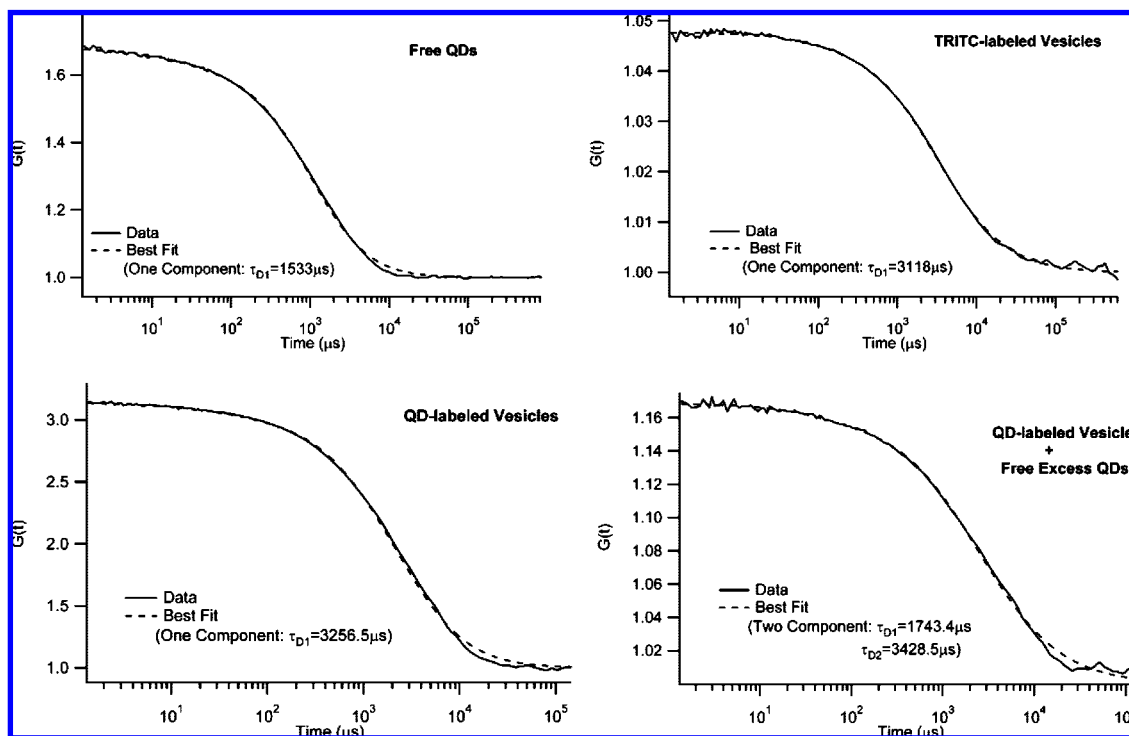 Free QDs
G(t)
1.6
1.4
1.2
1.0
Data
Best Fit
(One Component: τD1=1533μs)
10¹ 10² 10³ 10⁴ 10⁵
Time (μs)
TRITC-labeled Vesicles
G(t)
1.04
1.03
1.02
1.01
1.00
Data
Best Fit
(One Component: τD1=3118μs)
10¹ 10² 10³ 10⁴ 10⁵
Time (μs)
QD-labeled Vesicles
G(t)
3.0
2.5
2.0
1.5
1.0
Data
Best Fit
(One Component: τD1=3256.5μs)
10¹ 10² 10³ 10⁴ 10⁵
Time (μs)
QD-labeled Vesicle
+
Free Excess QDs
G(t)
1.16
1.14
1.12
1.10
1.08
1.06
1.04
1.02
Data
Best Fit
(Two Component: τD1=1743.4μs
τD2=3428.5μs)
10¹ 10² 10³ 10⁴
Time (μs)